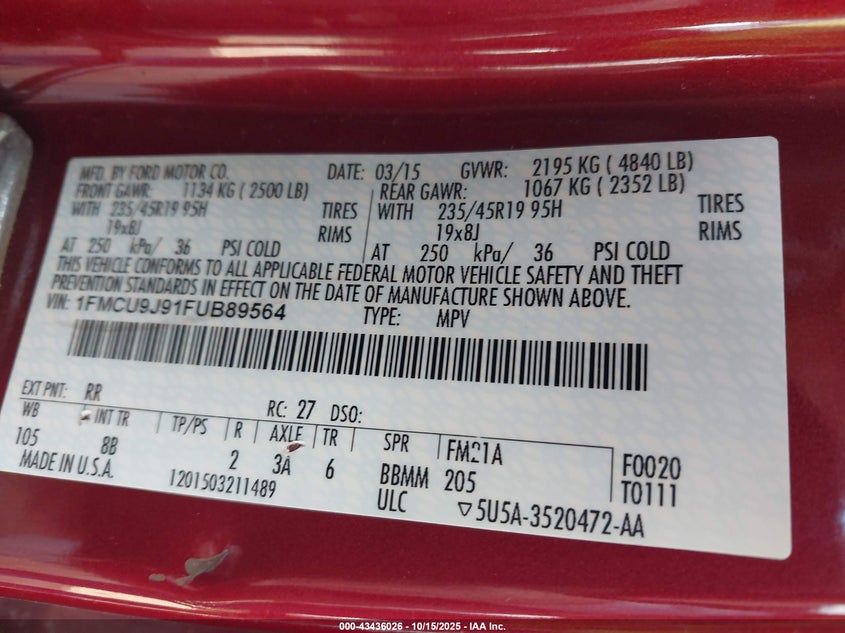 MFD. BY FORD MOTOR CO. DATE: 03/15 GVWR: 2195 KG ( 4840 LB)
FRONT GAWR: 1134 KG ( 2500 LB) REAR GAWR: 1067 KG ( 2352 LB)
WITH 235/45R19 95H TIRES WITH 235/45R19 95H TIRES
19x8J RIMS 19x8J RIMS
AT 250 kPa/ 36 PSI COLD AT 250 kPa/ 36 PSI COLD
THIS VEHICLE CONFORMS TO ALL APPLICABLE FEDERAL MOTOR VEHICLE SAFETY AND THEFT
PREVENTION STANDARDS IN EFFECT ON THE DATE OF MANUFACTURE SHOWN ABOVE.
VIN: 1FMCU9J91FUB89564 TYPE: MPV
EXT PNT: RR RC: 27 DSO:
WB INT TR TP/PS R AXLE TR SPR FM21A F0020
105 8B 2 3A 6 BBMM 205 T0111
MADE IN U.S.A. 1201503211489 ULC ▽5U5A-3520472-AA
000-43436026 - 10/15/2025 - IAA Inc.